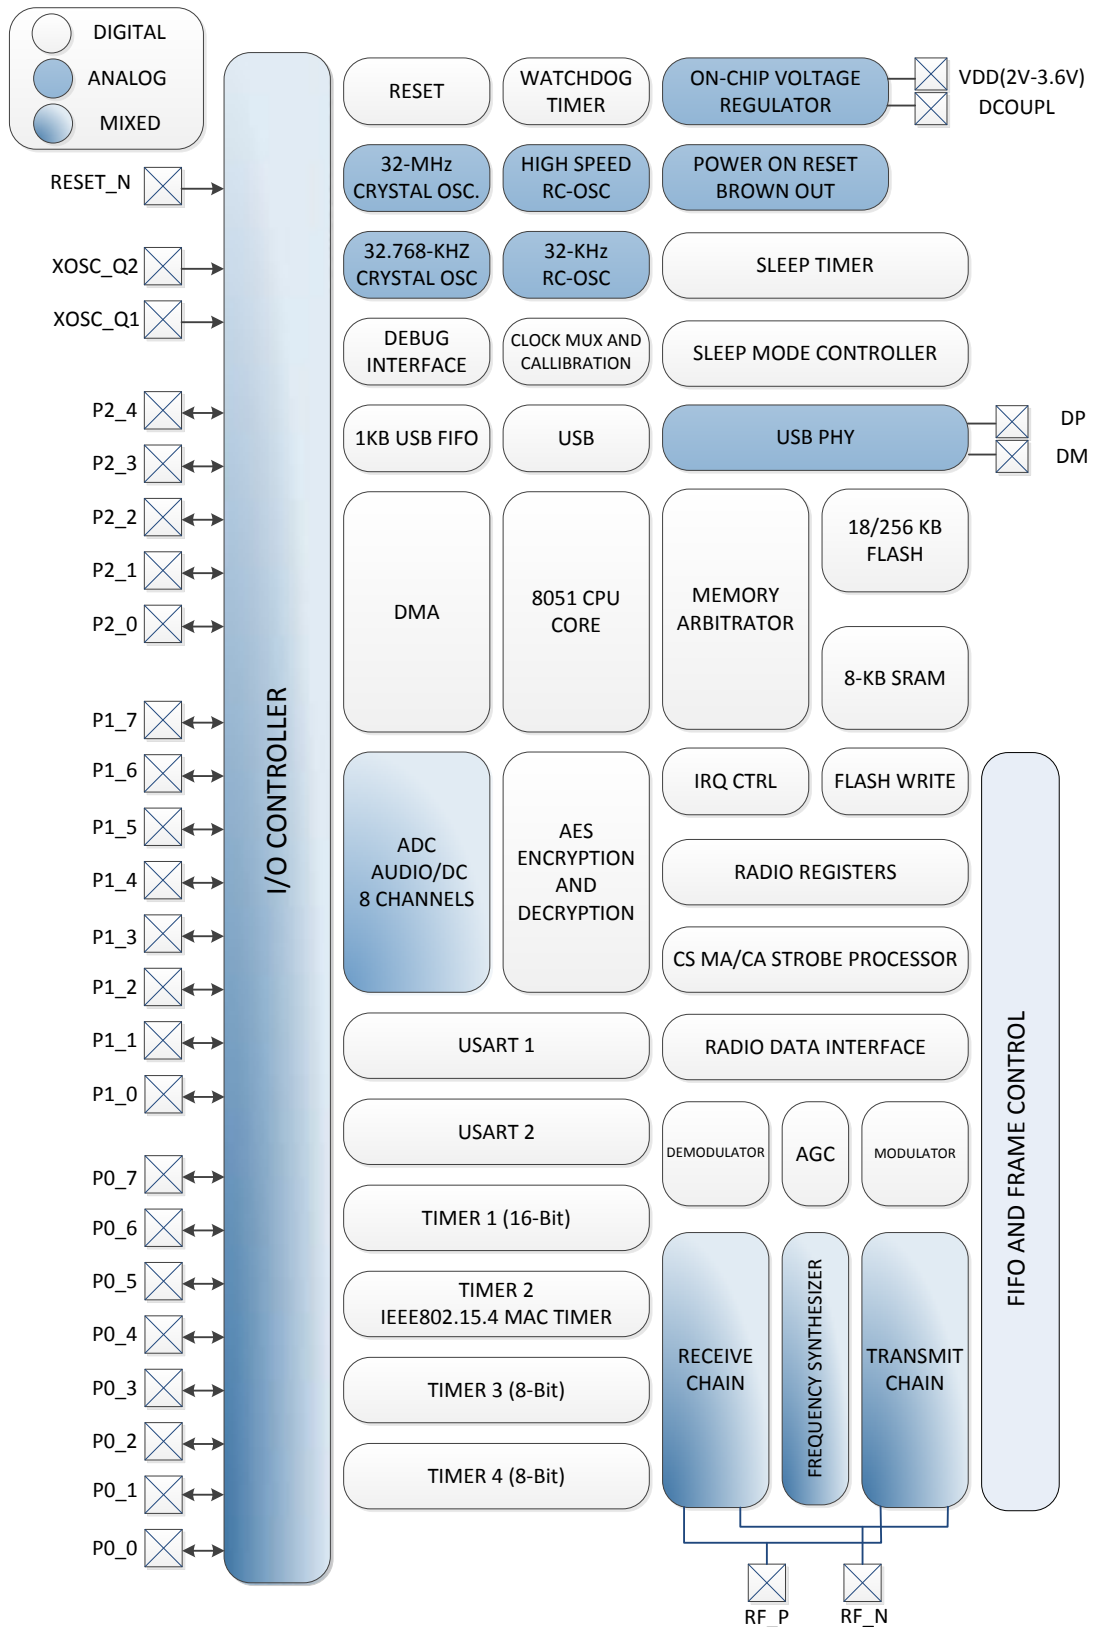 DIGITAL
ANALOG
MIXED
RESET_N
XOSC_Q2
XOSC_Q1
P2_4
P2_3
P2_2
P2_1
P2_0
P1_7
P1_6
P1_5
P1_4
P1_3
P1_2
P1_1
P1_0
P0_7
P0_6
P0_5
P0_4
P0_3
P0_2
P0_1
P0_0
I/O CONTROLLER
RESET
WATCHDOG
TIMER
ON-CHIP VOLTAGE
REGULATOR
VDD(2V-3.6V)
DCOUPL
32-MHz
CRYSTAL OSC.
HIGH SPEED
RC-OSC
POWER ON RESET
BROWN OUT
32.768-KHZ
CRYSTAL OSC
32-KHz
RC-OSC
SLEEP TIMER
DEBUG
INTERFACE
CLOCK MUX AND
CALLIBRATION
SLEEP MODE CONTROLLER
1KB USB FIFO
USB
USB PHY
DP
DM
DMA
8051 CPU
CORE
MEMORY
ARBITRATOR
18/256 KB
FLASH
8-KB SRAM
ADC
AUDIO/DC
8 CHANNELS
AES
ENCRYPTION
AND
DECRYPTION
IRQ CTRL
FLASH WRITE
RADIO REGISTERS
CS MA/CA STROBE PROCESSOR
USART 1
RADIO DATA INTERFACE
USART 2
DEMODULATOR
AGC
MODULATOR
TIMER 1 (16-Bit)
TIMER 2
IEEE802.15.4 MAC TIMER
TIMER 3 (8-Bit)
TIMER 4 (8-Bit)
RECEIVE
CHAIN
FREQUENCY SYNTHESIZER
TRANSMIT
CHAIN
FIFO AND FRAME CONTROL
RF_P
RF_N